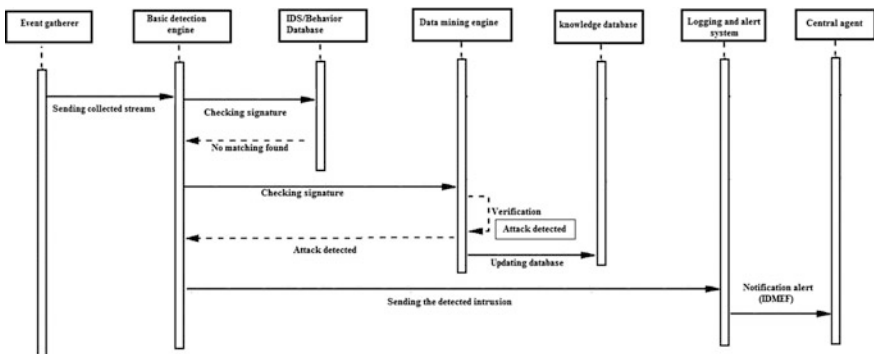 Event gatherer
Basic detection
engine
IDS/Behavior
Database
Data mining engine
knowledge database
Logging and alert
system
Central agent
Sending collected streams
Checking signature
No matching found
Checking signature
Verification
Attack detected
Attack detected
Updating database
Sending the detected intruxion
Notification alert
(IDMEF)